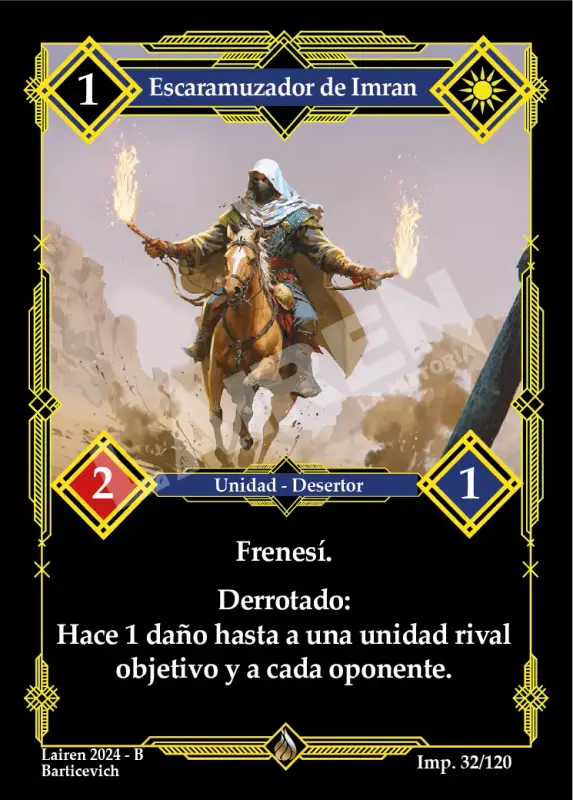 1
Escaramuzador de Imran
2
Unidad - Desertor
1
Frenesí.
Derrotado:
Hace 1 daño hasta a una unidad rival
objetivo y a cada oponente.
Lairen 2024 - B
Barticevich
Imp. 32/120